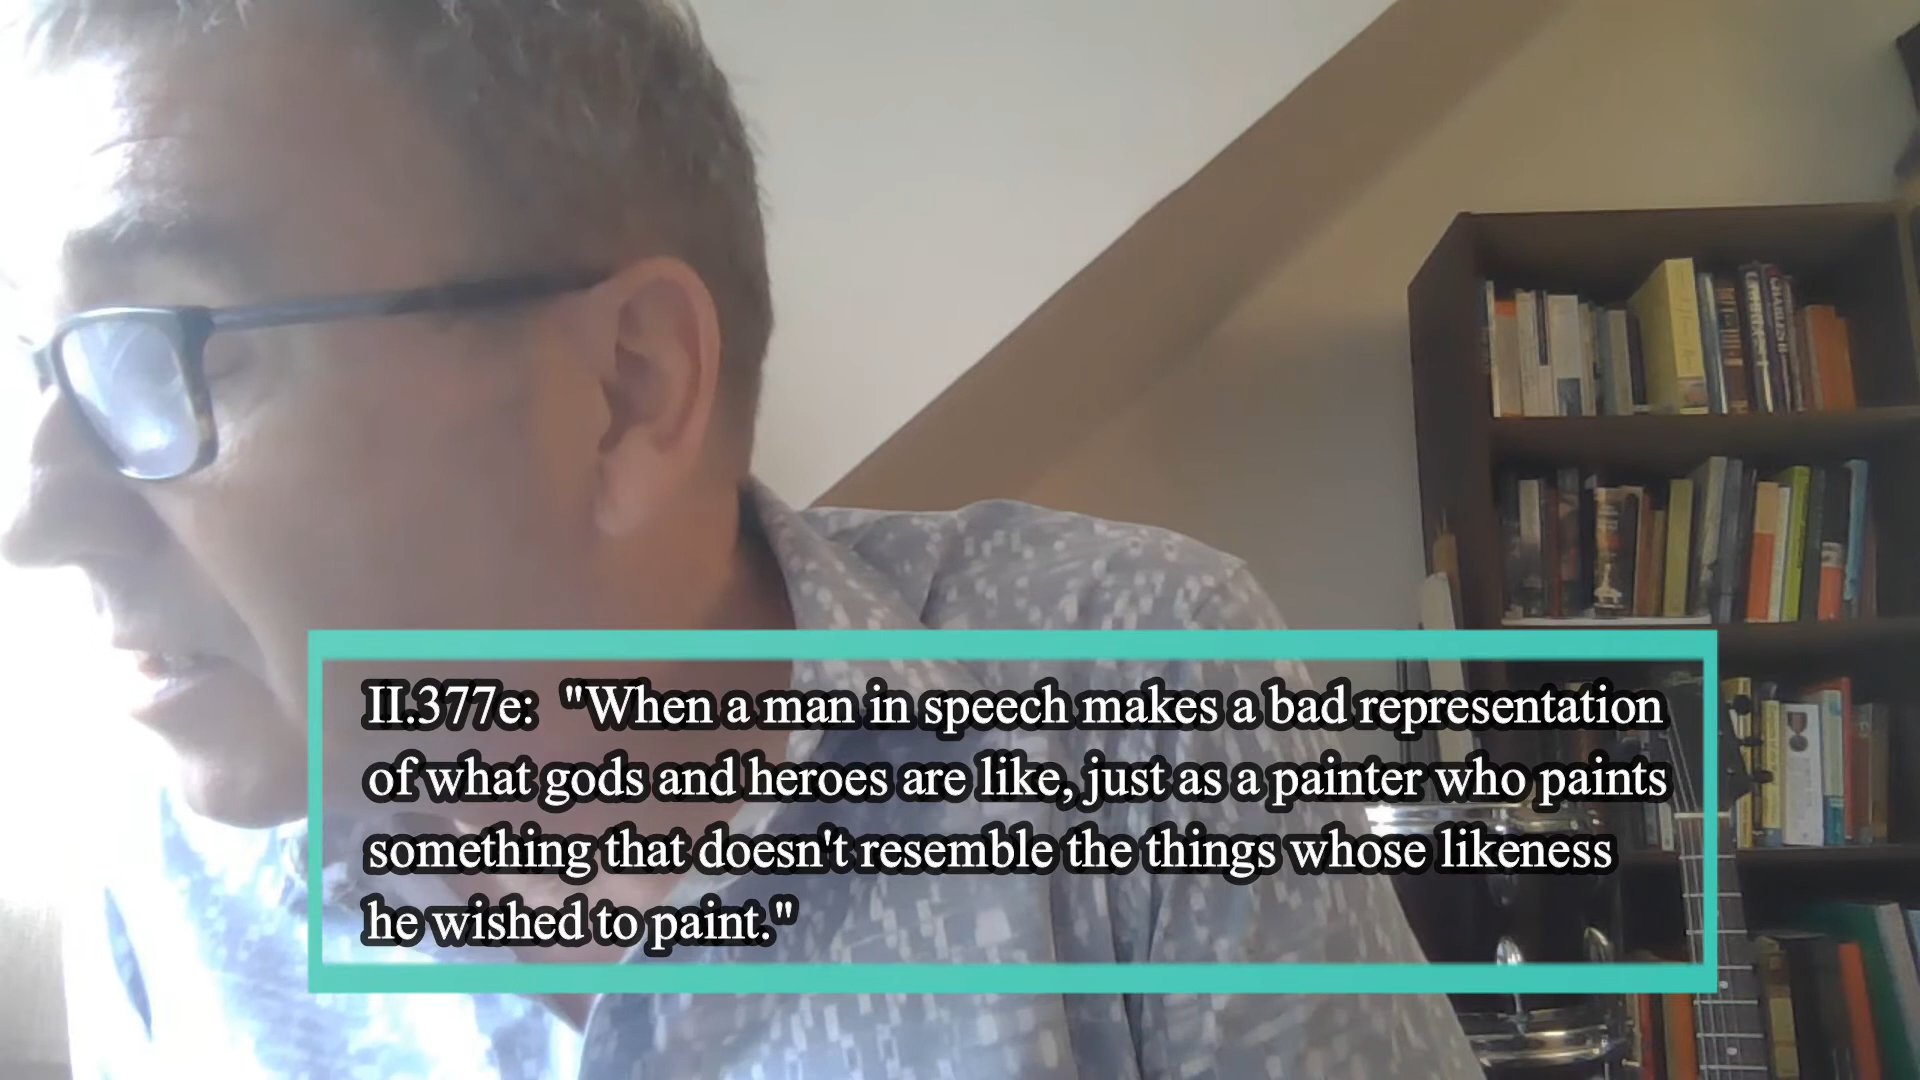 II.377e:  "When a man in speech makes a bad representation
of what gods and heroes are like, just as a painter who paints
something that doesn't resemble the things whose likeness
he wished to paint."